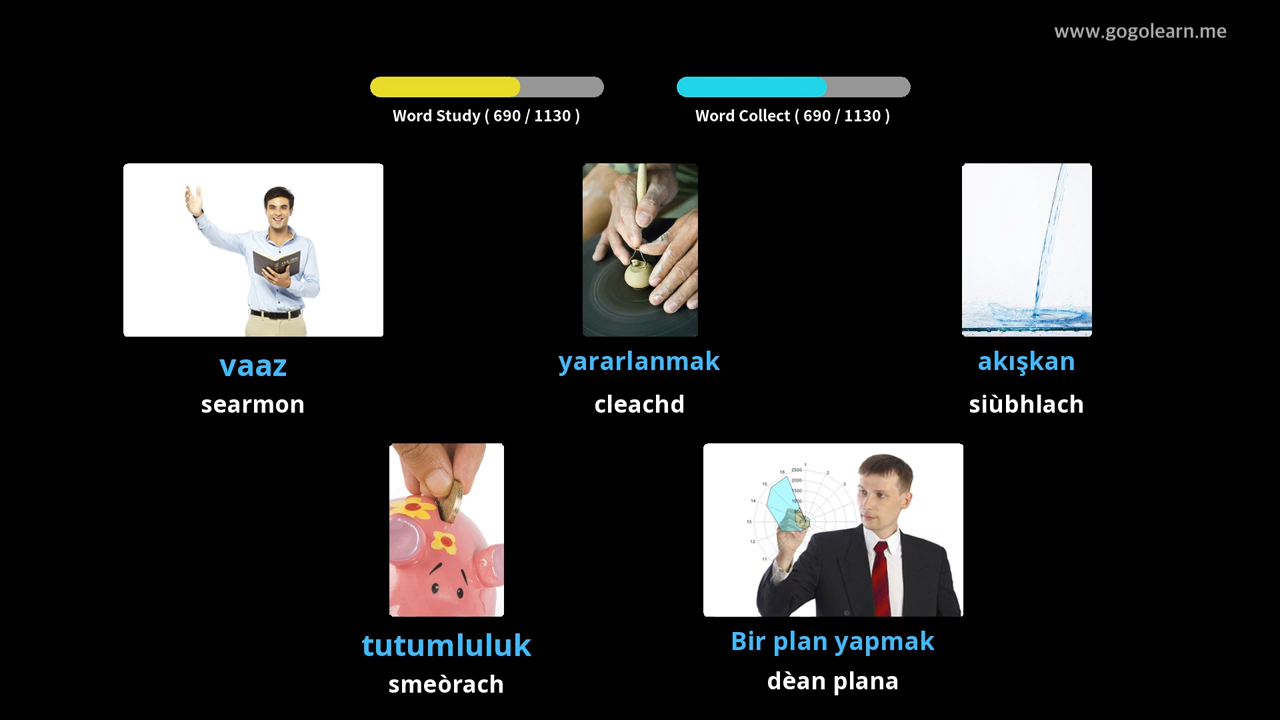 www.gogolearn.me
Word Study ( 690 / 1130 )
Word Collect ( 690 / 1130 )
vaaz
searmon
yararlanmak
cleachd
akışkan
siùbhlach
tutumluluk
smeòrach
Bir plan yapmak
dèan plana